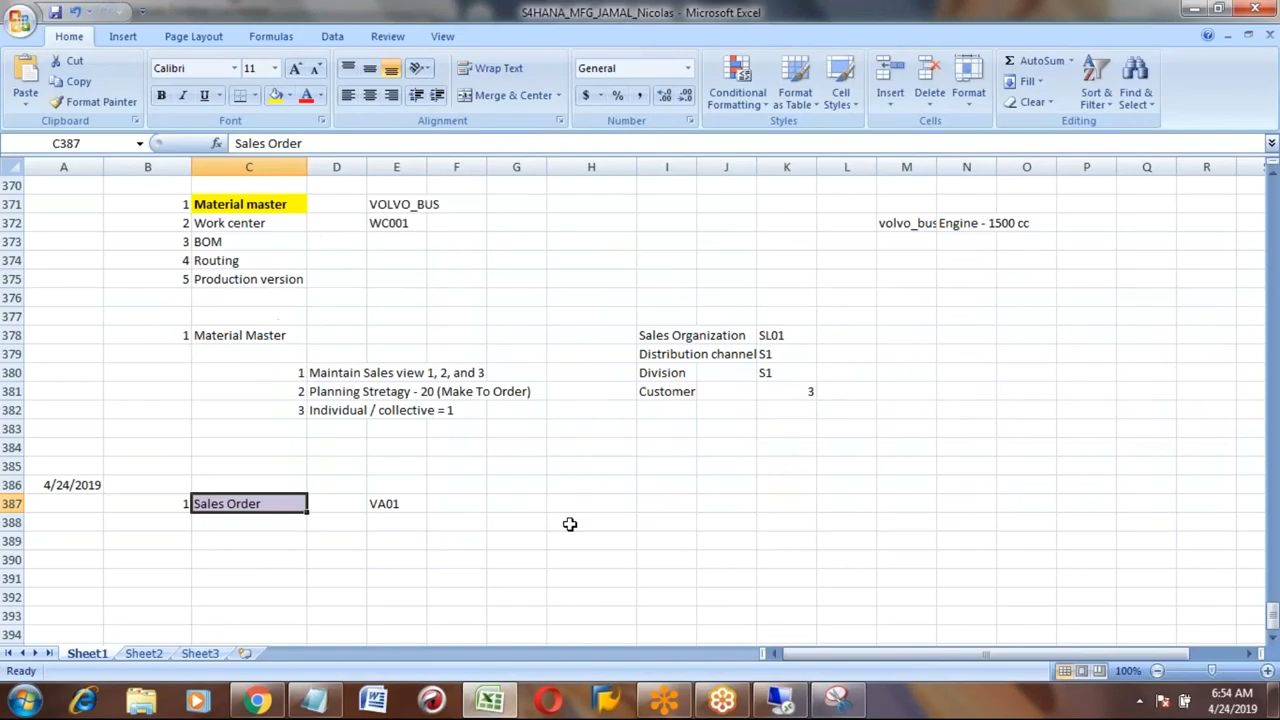 S4HANA_MFG_JAMAL_Nicolas - Microsoft Excel
Home Insert Page Layout Formulas Data Review View
Cut
Copy
Format Painter
Paste
Clipboard
Calibri 11
Font
Wrap Text
Merge & Center
Alignment
General
Number
Conditional Formatting
Format as Table
Cell Styles
Styles
Insert Delete Format
Cells
AutoSum
Fill
Clear
Sort & Filter
Find & Select
Editing
C387 fx Sales Order
A B C D E F G H I J K L M N O P Q R
370
371 1 Material master VOLVO_BUS
372 2 Work center WC001 volvo_bus Engine - 1500 cc
373 3 BOM
374 4 Routing
375 5 Production version
376
377
378 1 Material Master Sales Organization SL01
379 Distribution channel S1
380 1 Maintain Sales view 1, 2, and 3 Division S1
381 2 Planning Stretagy - 20 (Make To Order) Customer 3
382 3 Individual / collective = 1
383
384
385
386 4/24/2019
387 1 Sales Order VA01
388
389
390
391
392
393
394
Sheet1 Sheet2 Sheet3
Ready 100%
6:54 AM
4/24/2019